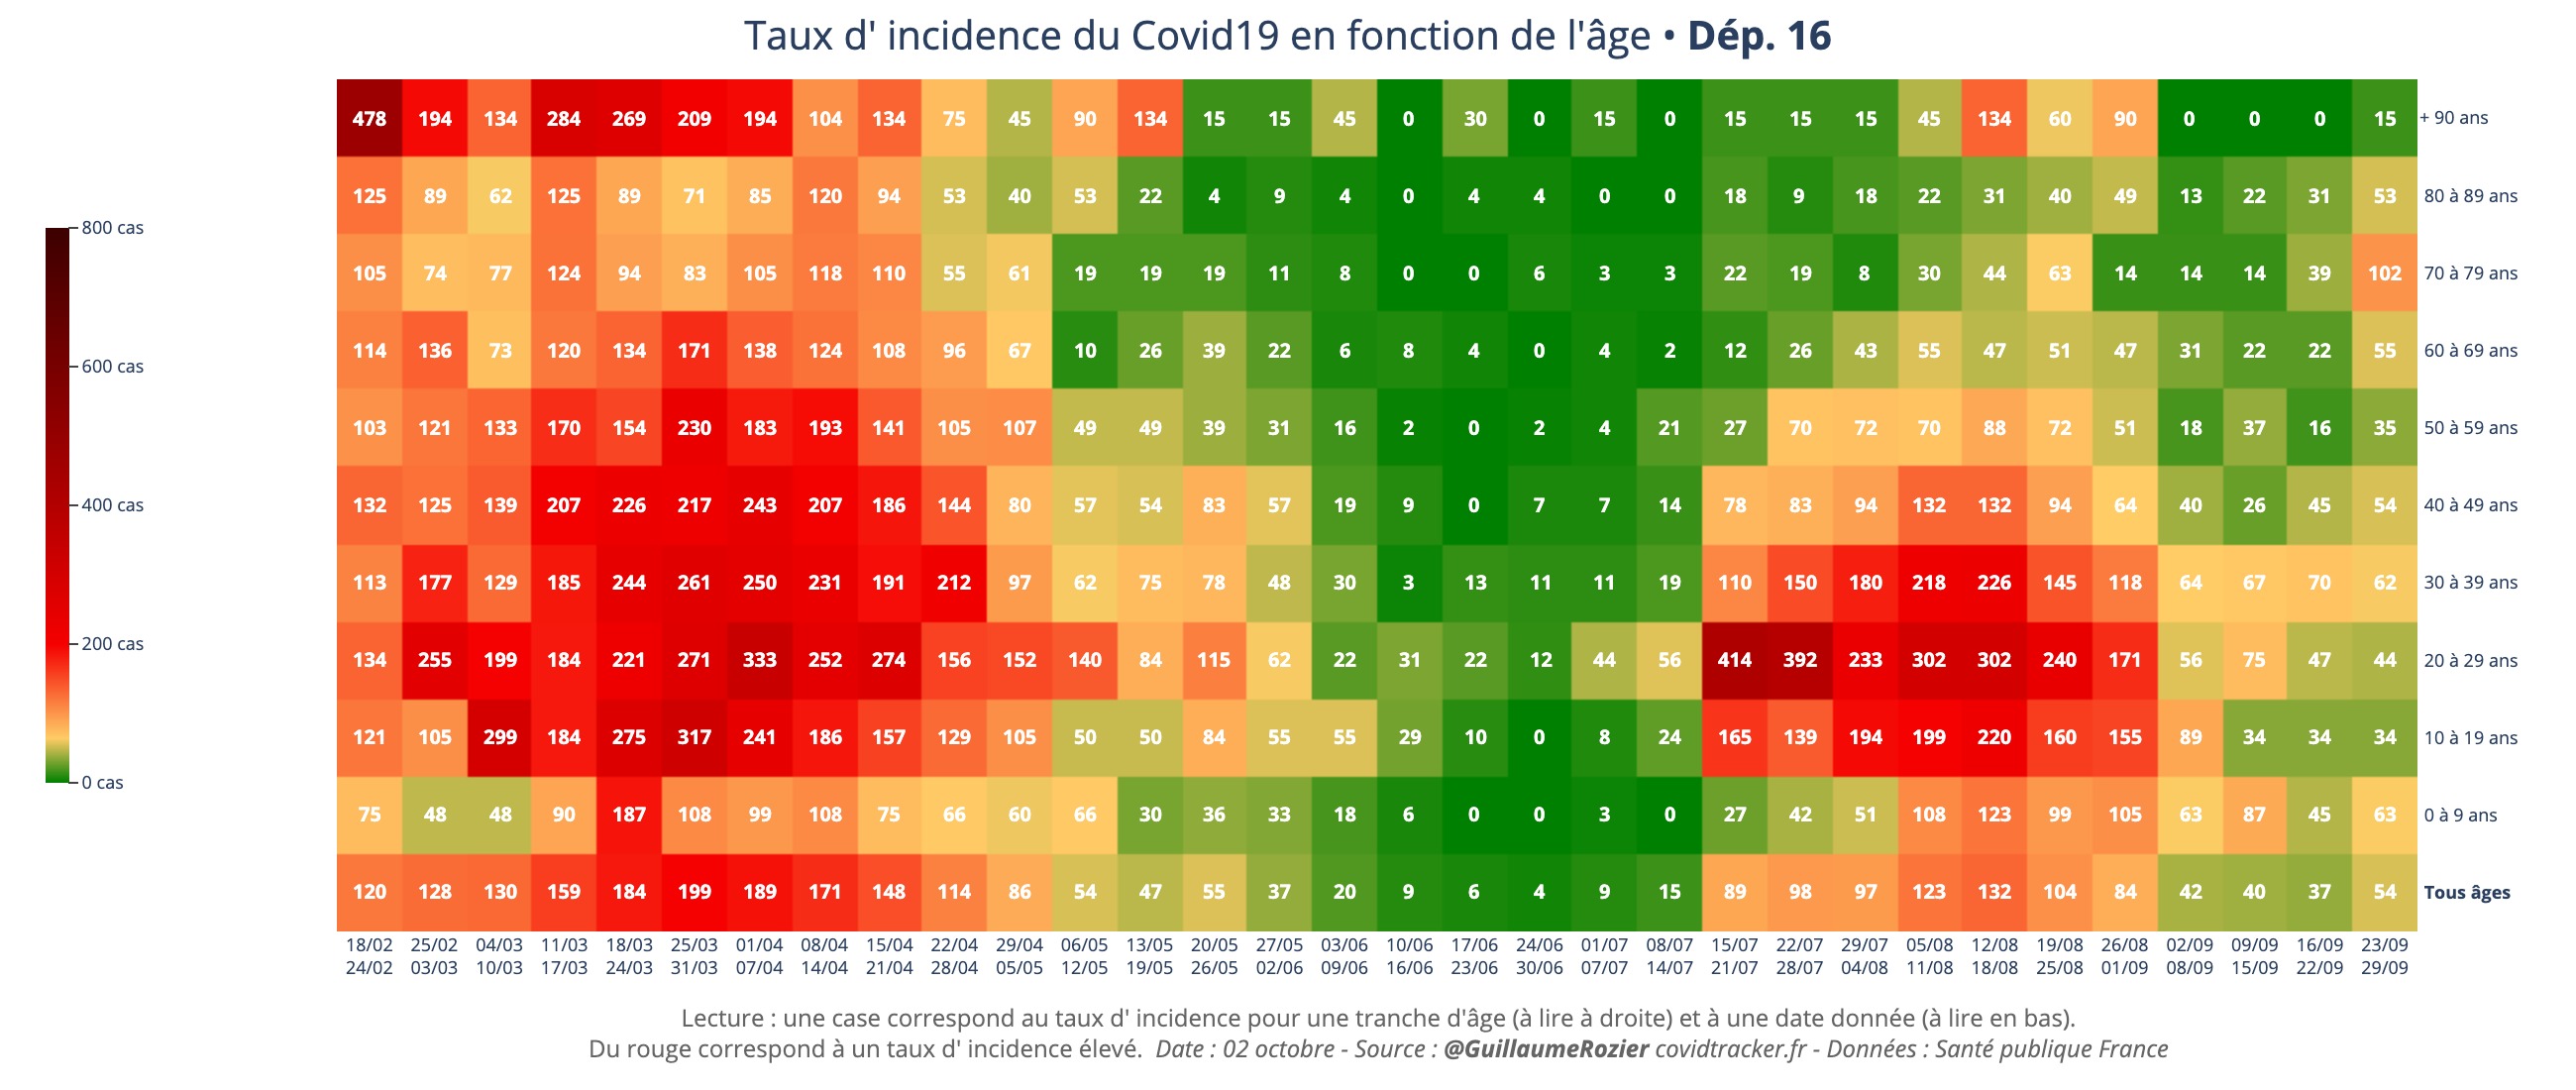 Taux d' incidence du Covid19 en fonction de l'âge • Dép. 16
800 cas
600 cas
400 cas
200 cas
0 cas
478 194 134 284 269 209 194 104 134 75 45 90 134 15 15 45 0 30 0 15 0 15 15 15 45 134 60 90 0 0 0 15 + 90 ans
125 89 62 125 89 71 85 120 94 53 40 53 22 4 9 4 0 4 4 0 0 18 9 18 22 31 40 49 13 22 31 53 80 à 89 ans
105 74 77 124 94 83 105 118 110 55 61 19 19 19 11 8 0 0 6 3 3 22 19 8 30 44 63 14 14 14 39 102 70 à 79 ans
114 136 73 120 134 171 138 124 108 96 67 10 26 39 22 6 8 4 0 4 2 12 26 43 55 47 51 47 31 22 22 55 60 à 69 ans
103 121 133 170 154 230 183 193 141 105 107 49 49 39 31 16 2 0 2 4 21 27 70 72 70 88 72 51 18 37 16 35 50 à 59 ans
132 125 139 207 226 217 243 207 186 144 80 57 54 83 57 19 9 0 7 7 14 78 83 94 132 132 94 64 40 26 45 54 40 à 49 ans
113 177 129 185 244 261 250 231 191 212 97 62 75 78 48 30 3 13 11 11 19 110 150 180 218 226 145 118 64 67 70 62 30 à 39 ans
134 255 199 184 221 271 333 252 274 156 152 140 84 115 62 22 31 22 12 44 56 414 392 233 302 302 240 171 56 75 47 44 20 à 29 ans
121 105 299 184 275 317 241 186 157 129 105 50 50 84 55 55 29 10 0 8 24 165 139 194 199 220 160 155 89 34 34 34 10 à 19 ans
75 48 48 90 187 108 99 108 75 66 60 66 30 36 33 18 6 0 0 3 0 27 42 51 108 123 99 105 63 87 45 63 0 à 9 ans
120 128 130 159 184 199 189 171 148 114 86 54 47 55 37 20 9 6 4 9 15 89 98 97 123 132 104 84 42 40 37 54 Tous âges
18/02 25/02 04/03 11/03 18/03 25/03 01/04 08/04 15/04 22/04 29/04 06/05 13/05 20/05 27/05 03/06 10/06 17/06 24/06 01/07 08/07 15/07 22/07 29/07 05/08 12/08 19/08 26/08 02/09 09/09 16/09 23/09
24/02 03/03 10/03 17/03 24/03 31/03 07/04 14/04 21/04 28/04 05/05 12/05 19/05 26/05 02/06 09/06 16/06 23/06 30/06 07/07 14/07 21/07 28/07 04/08 11/08 18/08 25/08 01/09 08/09 15/09 22/09 29/09
Lecture : une case correspond au taux d' incidence pour une tranche d'âge (à lire à droite) et à une date donnée (à lire en bas).
Du rouge correspond à un taux d' incidence élevé. Date : 02 octobre - Source : @GuillaumeRozier covidtracker.fr - Données : Santé publique France